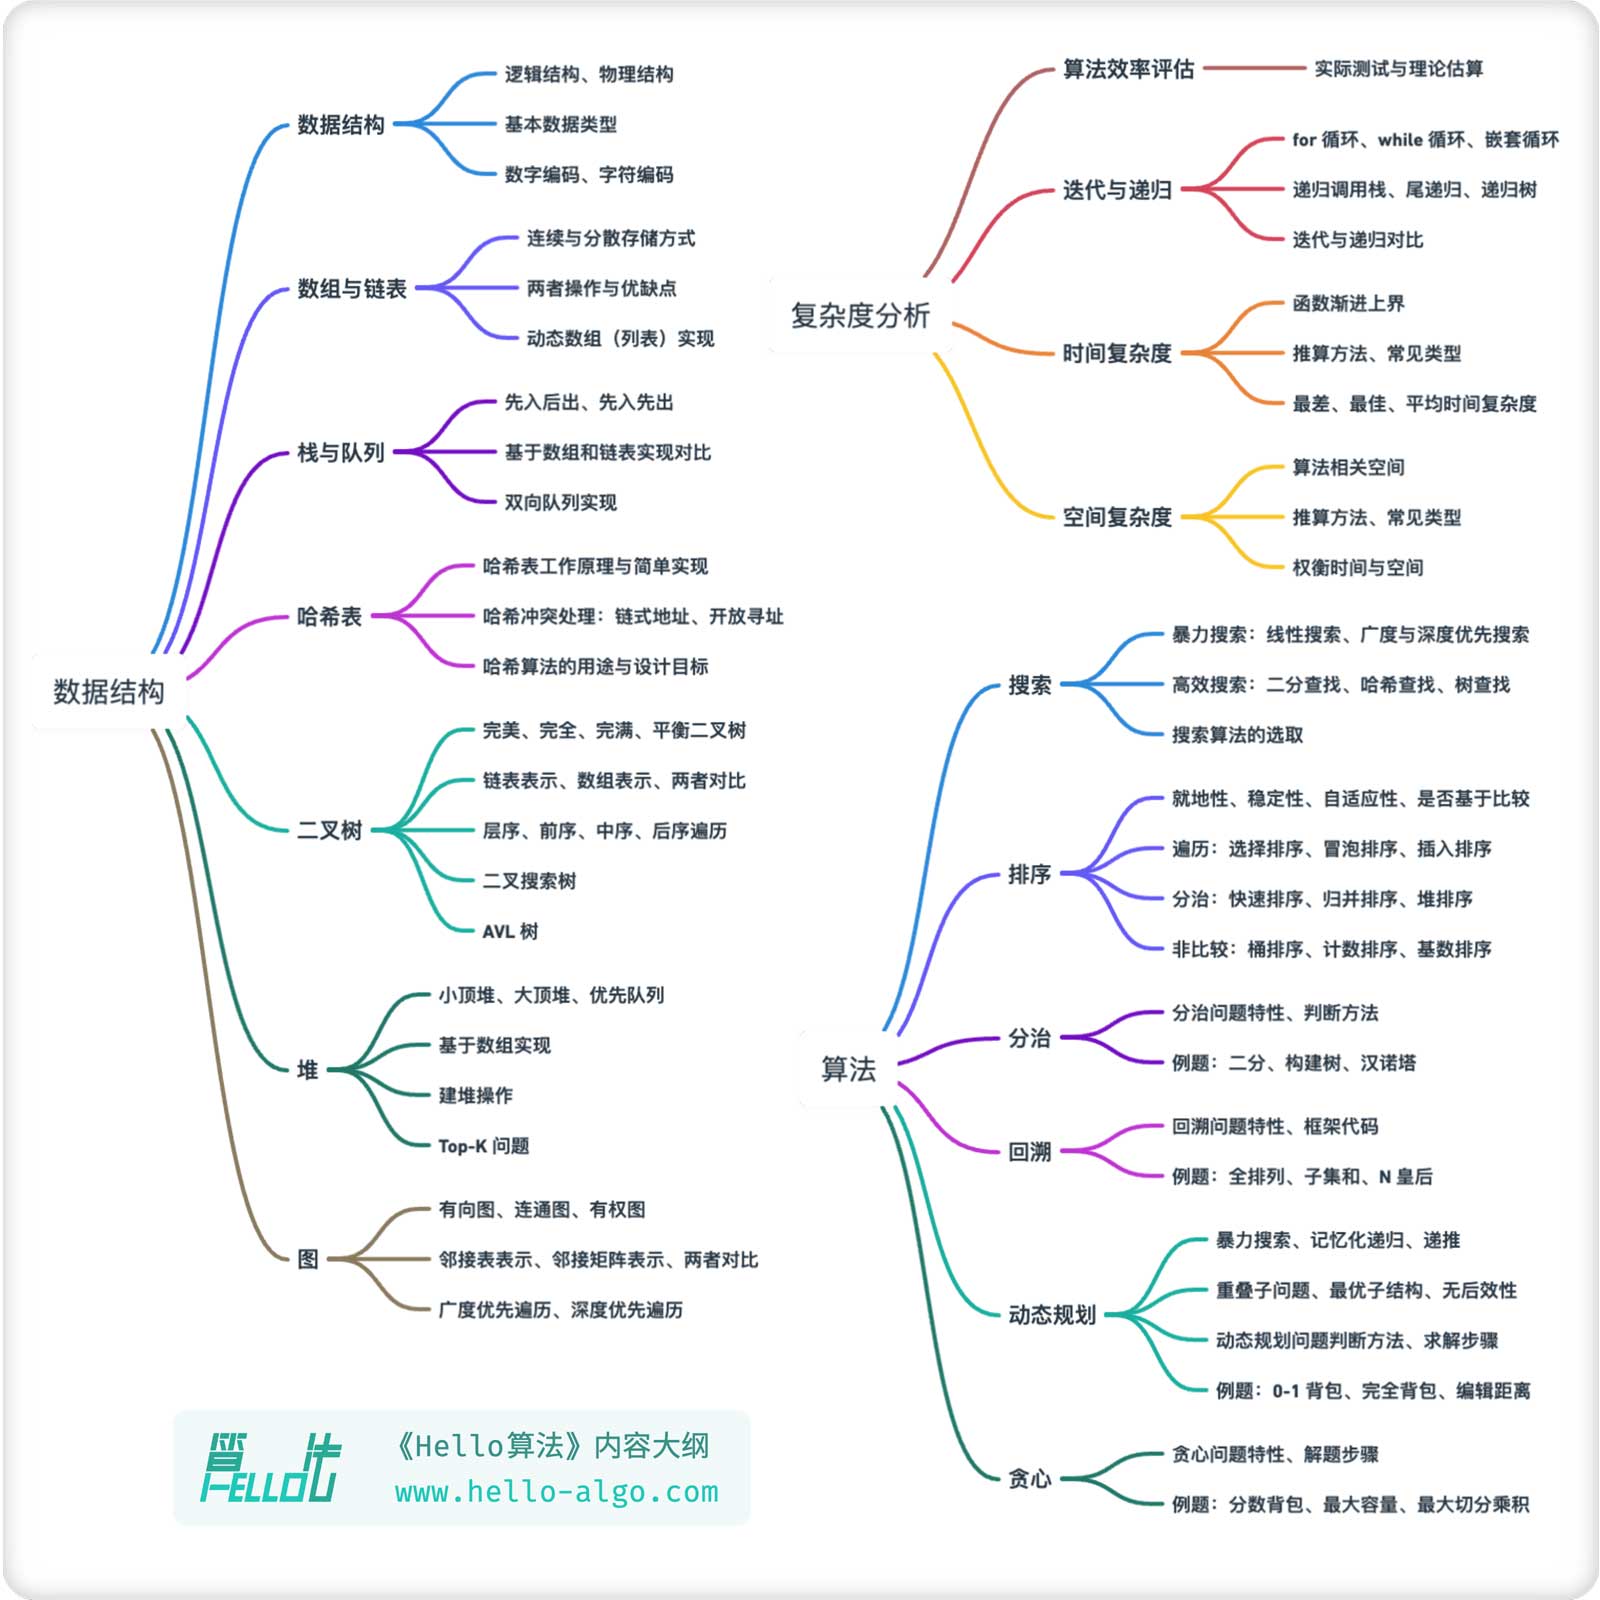 数据结构
数据结构
逻辑结构、物理结构
基本数据类型
数字编码、字符编码
数组与链表
连续与分散存储方式
两者操作与优缺点
动态数组（列表）实现
栈与队列
先入后出、先入先出
基于数组和链表实现对比
双向队列实现
哈希表
哈希表工作原理与简单实现
哈希冲突处理：链式地址、开放寻址
哈希算法的用途与设计目标
二叉树
完美、完全、完满、平衡二叉树
链表表示、数组表示、两者对比
层序、前序、中序、后序遍历
二叉搜索树
AVL 树
堆
小顶堆、大顶堆、优先队列
基于数组实现
建堆操作
Top-K 问题
图
有向图、连通图、有权图
邻接表表示、邻接矩阵表示、两者对比
广度优先遍历、深度优先遍历
复杂度分析
算法效率评估
实际测试与理论估算
迭代与递归
for 循环、while 循环、嵌套循环
递归调用栈、尾递归、递归树
迭代与递归对比
时间复杂度
函数渐进上界
推算方法、常见类型
最差、最佳、平均时间复杂度
空间复杂度
算法相关空间
推算方法、常见类型
权衡时间与空间
算法
搜索
暴力搜索：线性搜索、广度与深度优先搜索
高效搜索：二分查找、哈希查找、树查找
搜索算法的选取
排序
就地性、稳定性、自适应性、是否基于比较
遍历：选择排序、冒泡排序、插入排序
分治：快速排序、归并排序、堆排序
非比较：桶排序、计数排序、基数排序
分治
分治问题特性、判断方法
例题：二分、构建树、汉诺塔
回溯
回溯问题特性、框架代码
例题：全排列、子集和、N 皇后
动态规划
暴力搜索、记忆化递归、递推
重叠子问题、最优子结构、无后效性
动态规划问题判断方法、求解步骤
例题：0-1 背包、完全背包、编辑距离
贪心
贪心问题特性、解题步骤
例题：分数背包、最大容量、最大切分乘积
算法
HELLO
《Hello算法》内容大纲
www.hello-algo.com